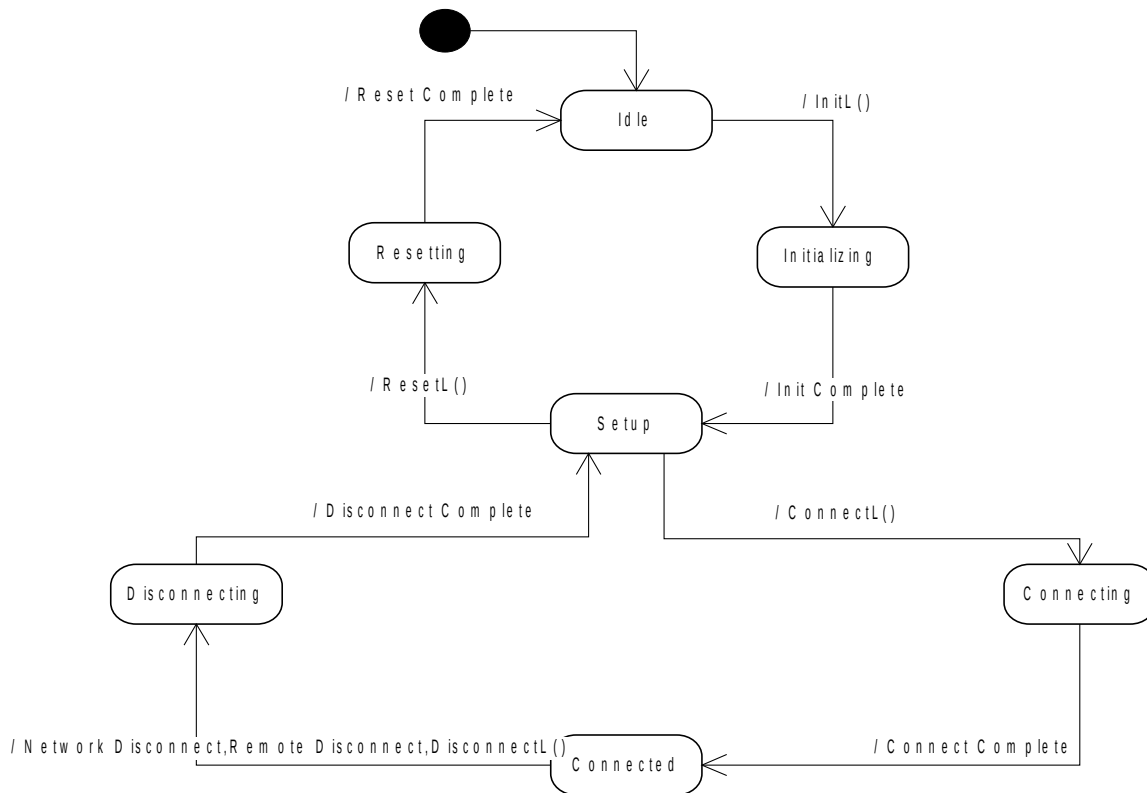 / Reset Complete
/ InitL()
Idle
Resetting
Initializing
/ ResetL()
/ Init Complete
Setup
/ Disconnect Complete
/ ConnectL()
Disconnecting
Connecting
/ Network Disconnect,Remote Disconnect,DisconnectL()
/ Connect Complete
Connected